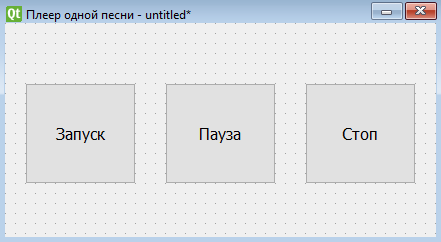 Qt Плеер одной песни - untitled*
Запуск Пауза Стоп